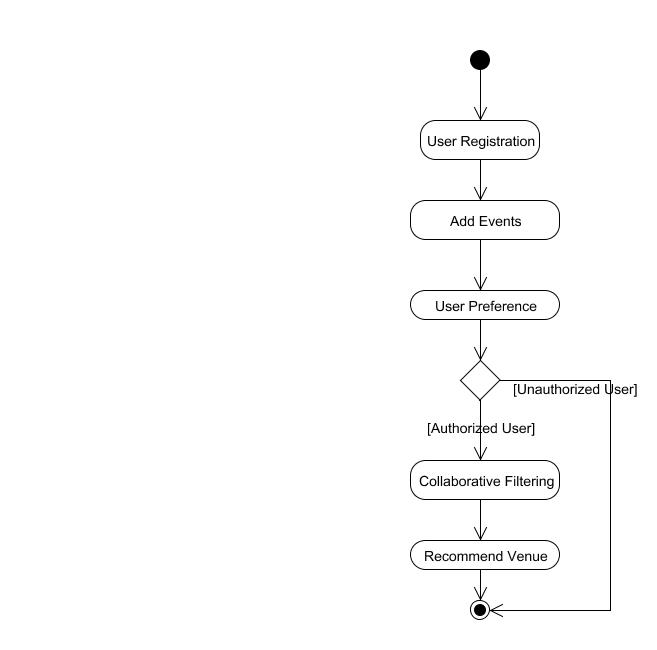 User Registration
Add Events
User Preference
[Unauthorized User]
[Authorized User]
Collaborative Filtering
Recommend Venue